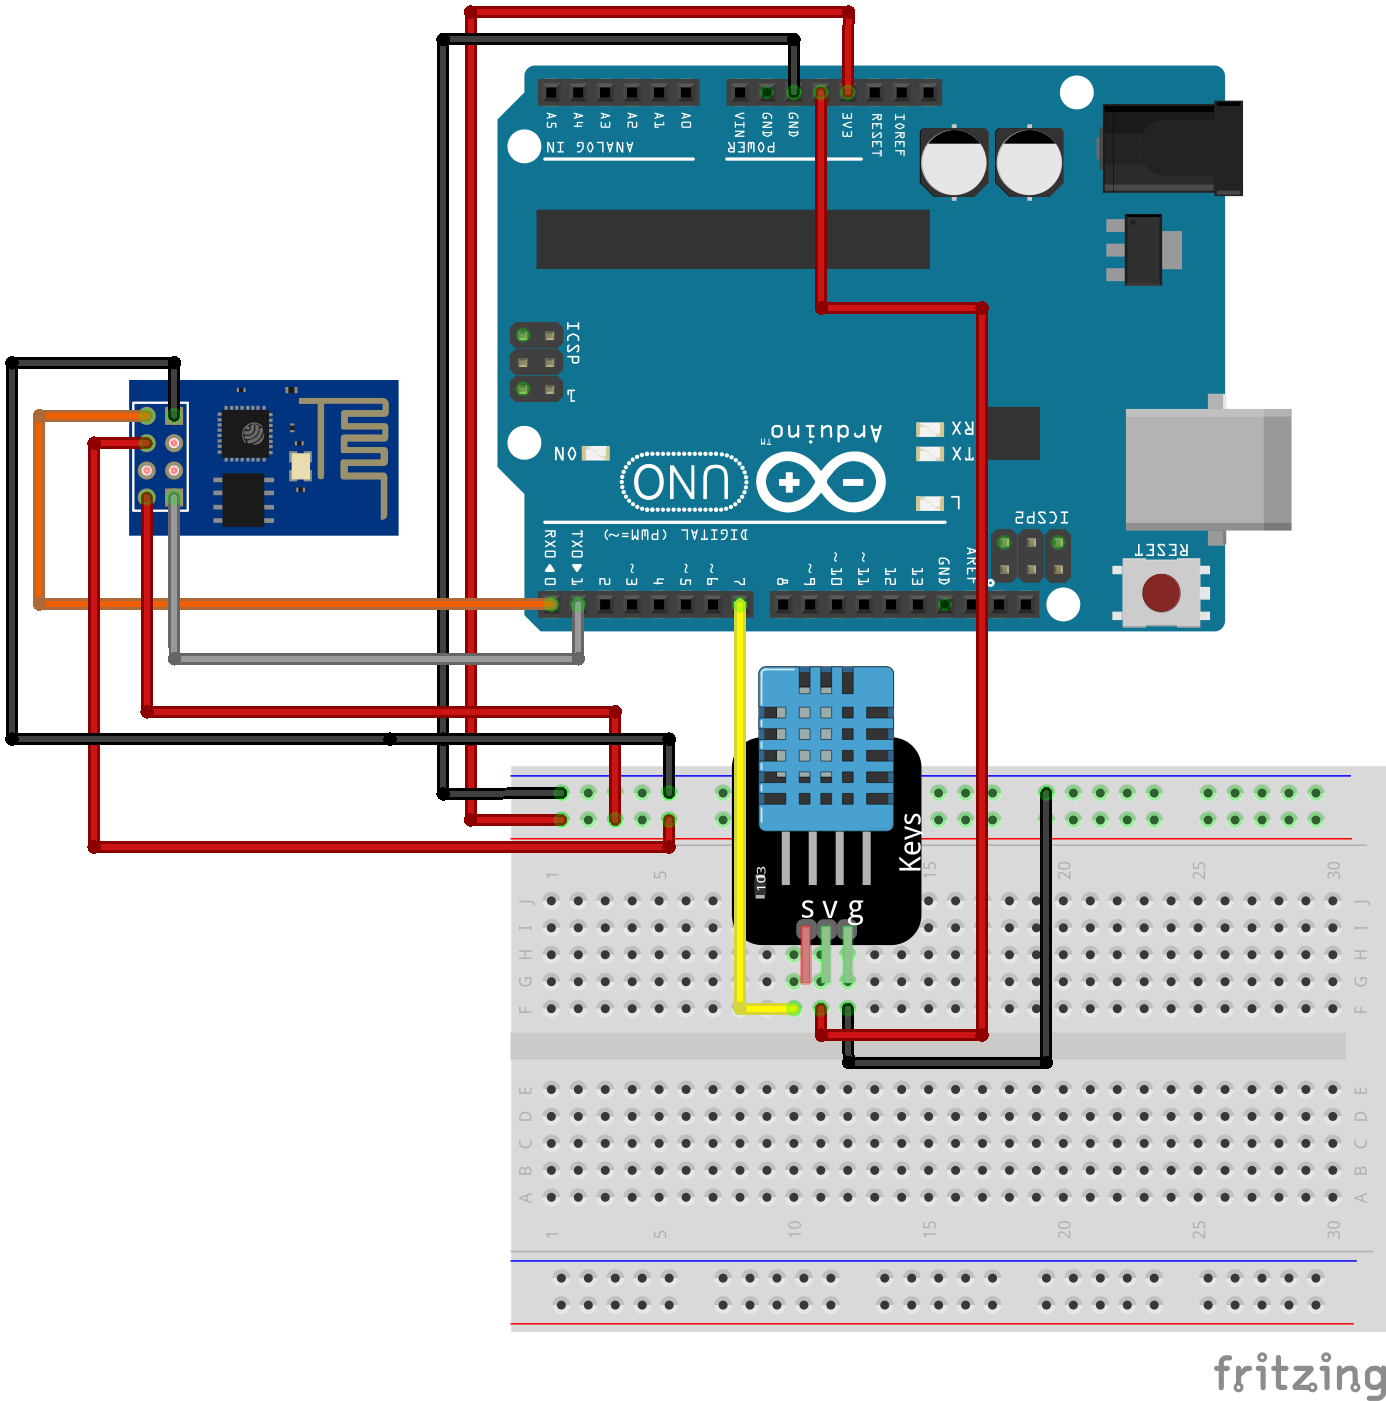 A5 A4 A3 A2 A1 A0
VIN GND GND 3V3 RESET IOREF
ANALOG IN
POWER
ICSP
1
Arduino
TM
UNO
ON
RX
TX
L
DIGITAL (PWM=~)
ICSP2
RESET
RX0 TX0
0 1 2 ~3 4 ~5 ~6 7 8 ~9 ~10 ~11 12 13 GND AREF
Keys
103
s v g
1 5 15 20 25 30
J J
I I
H H
G G
F F
E E
D D
C C
B B
A A
1 5 10 15 20 25 30
fritzing